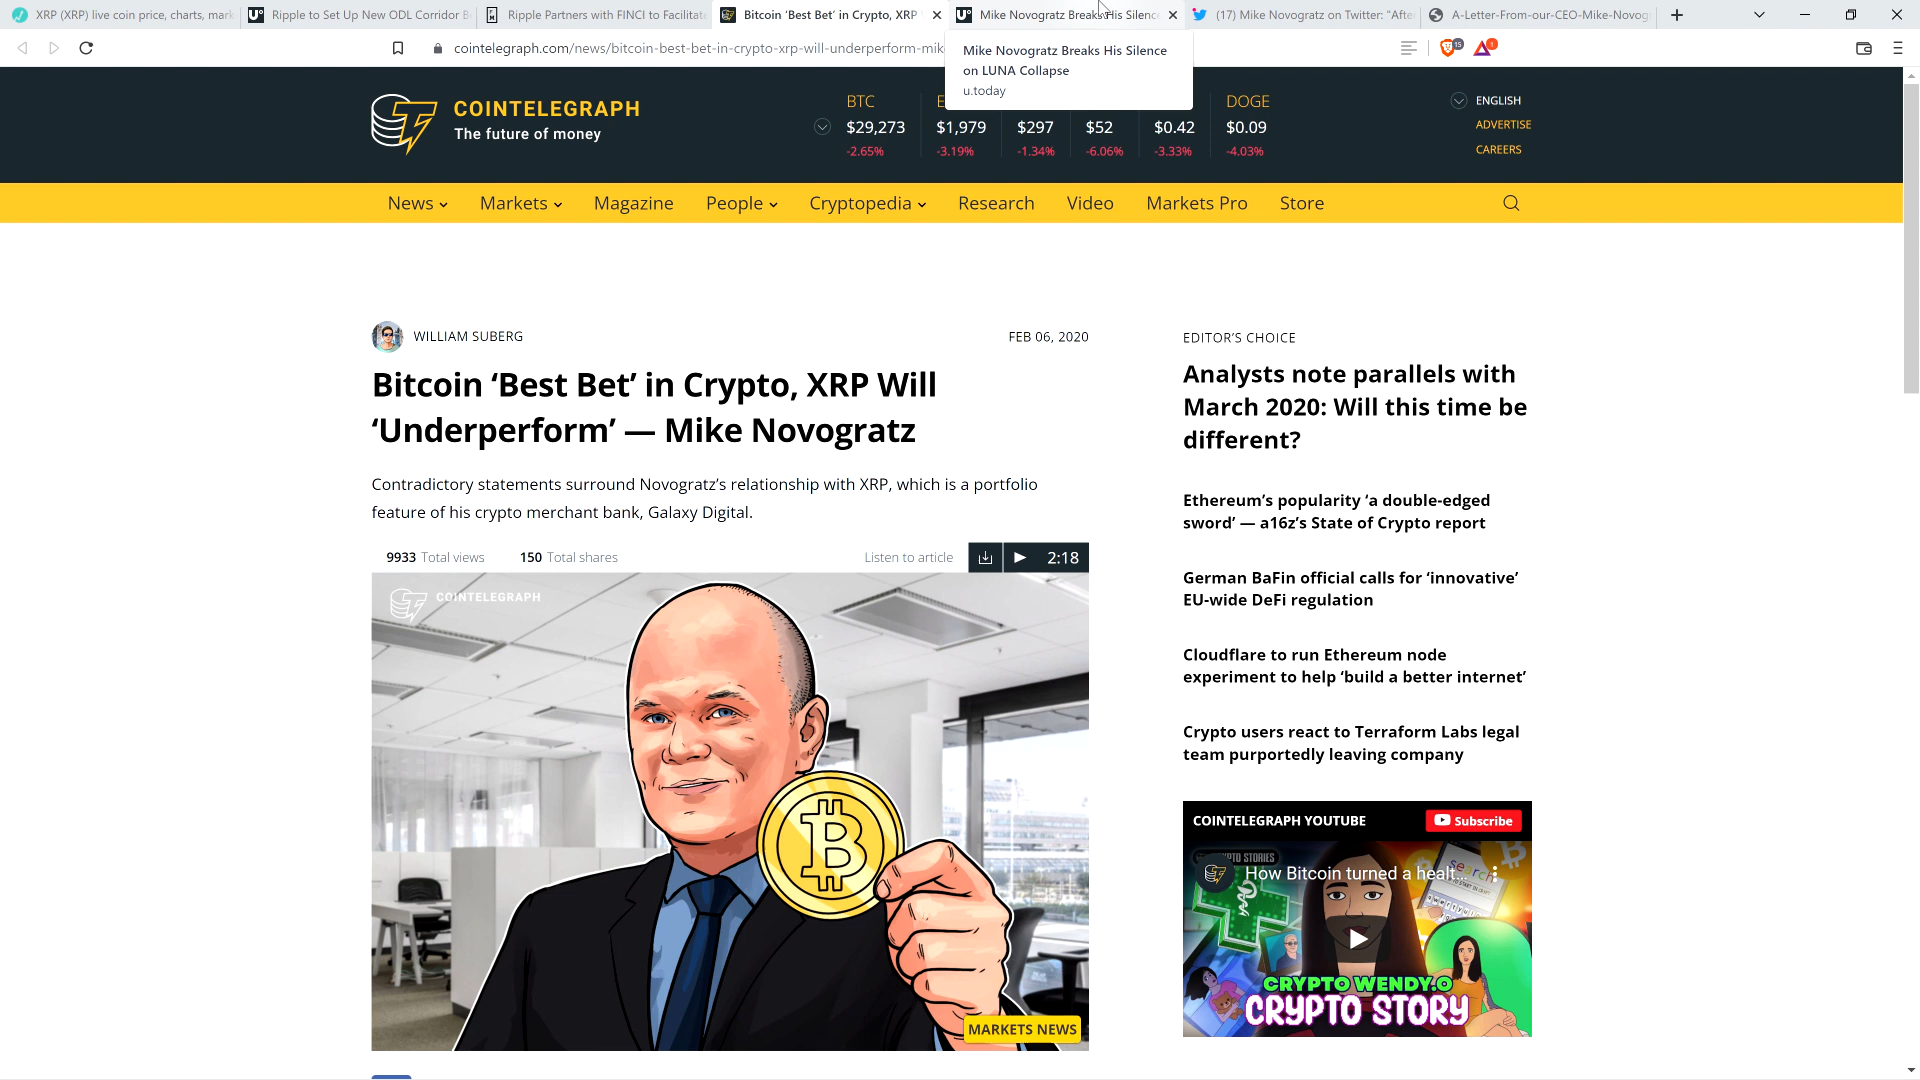 XRP (XRP) live coin price, charts, mark
Ripple to Set Up New ODL Corridor B
Ripple Partners with FINCI to Facilitate
Bitcoin ‘Best Bet’ in Crypto, XRP
Mike Novogratz Breaks His Silence
(17) Mike Novogratz on Twitter: "Afte
A-Letter-From-our-CEO-Mike-Novog
cointelegraph.com/news/bitcoin-best-bet-in-crypto-xrp-will-underperform-mik
15
1
Mike Novogratz Breaks His Silence
on LUNA Collapse
u.today
COINTELEGRAPH
The future of money
BTC
$29,273
-2.65%
E
$1,979
-3.19%
$297
-1.34%
$52
-6.06%
$0.42
-3.33%
DOGE
$0.09
-4.03%
ENGLISH
ADVERTISE
CAREERS
News Markets Magazine People Cryptopedia Research Video Markets Pro Store
WILLIAM SUBERG
FEB 06, 2020
Bitcoin ‘Best Bet’ in Crypto, XRP Will
‘Underperform’ — Mike Novogratz
Contradictory statements surround Novogratz’s relationship with XRP, which is a portfolio
feature of his crypto merchant bank, Galaxy Digital.
9933 Total views 150 Total shares
Listen to article 2:18
COINTELEGRAPH
MARKETS NEWS
EDITOR’S CHOICE
Analysts note parallels with
March 2020: Will this time be
different?
Ethereum’s popularity ‘a double-edged
sword’ — a16z’s State of Crypto report
German BaFin official calls for ‘innovative’
EU-wide DeFi regulation
Cloudflare to run Ethereum node
experiment to help ‘build a better internet’
Crypto users react to Terraform Labs legal
team purportedly leaving company
COINTELEGRAPH YOUTUBE
Subscribe
How Bitcoin turned a healt...
CRYPTO WENDY.O
CRYPTO STORY